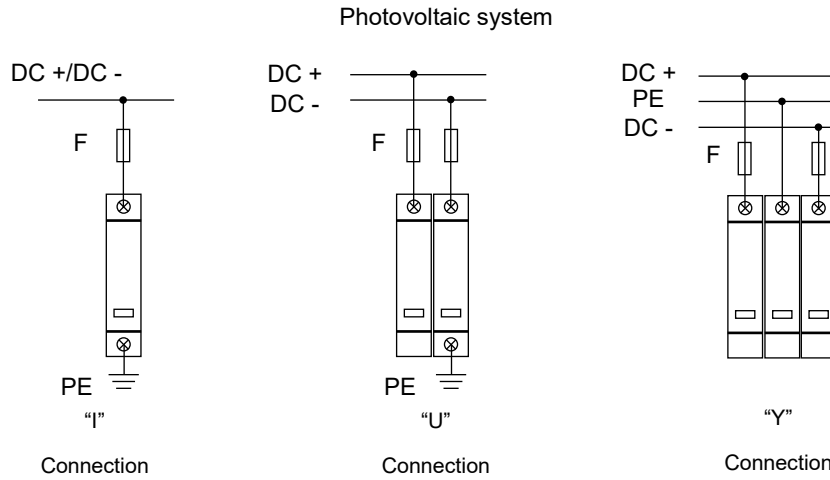 Photovoltaic system
DC +/DC -
F
PE
“I”
Connection
DC +
DC -
F
PE
“U”
Connection
DC +
PE
DC -
F
“Y”
Connection